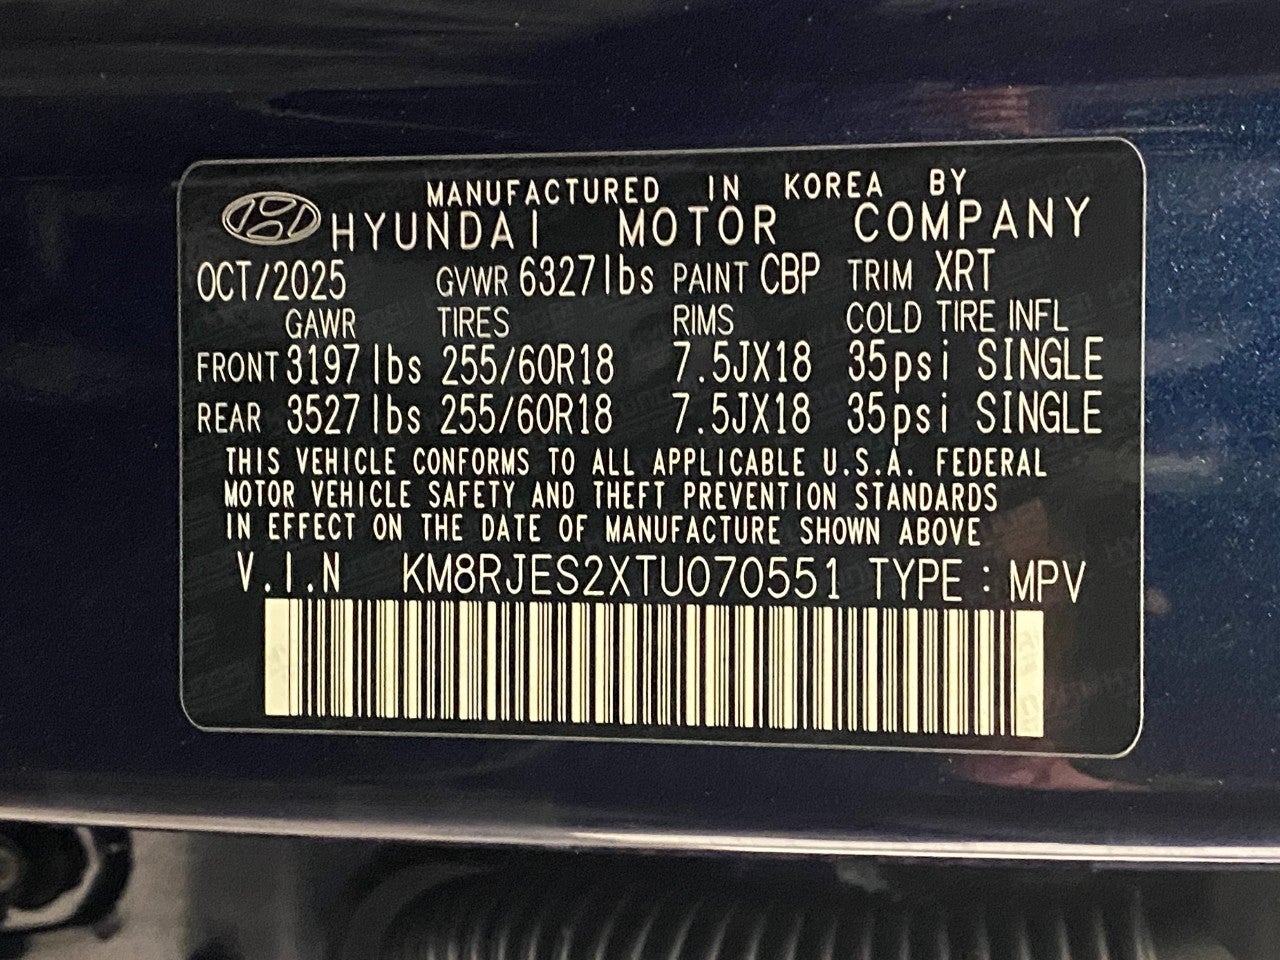 MANUFACTURED IN KOREA BY
HYUNDAI MOTOR COMPANY
OCT/2025 GVWR 6327lbs PAINT CBP TRIM XRT
GAWR TIRES RIMS COLD TIRE INFL
FRONT 3197lbs 255/60R18 7.5JX18 35psi SINGLE
REAR 3527lbs 255/60R18 7.5JX18 35psi SINGLE
THIS VEHICLE CONFORMS TO ALL APPLICABLE U.S.A. FEDERAL
MOTOR VEHICLE SAFETY AND THEFT PREVENTION STANDARDS
IN EFFECT ON THE DATE OF MANUFACTURE SHOWN ABOVE
V.I.N KM8RJES2XTU070551 TYPE : MPV